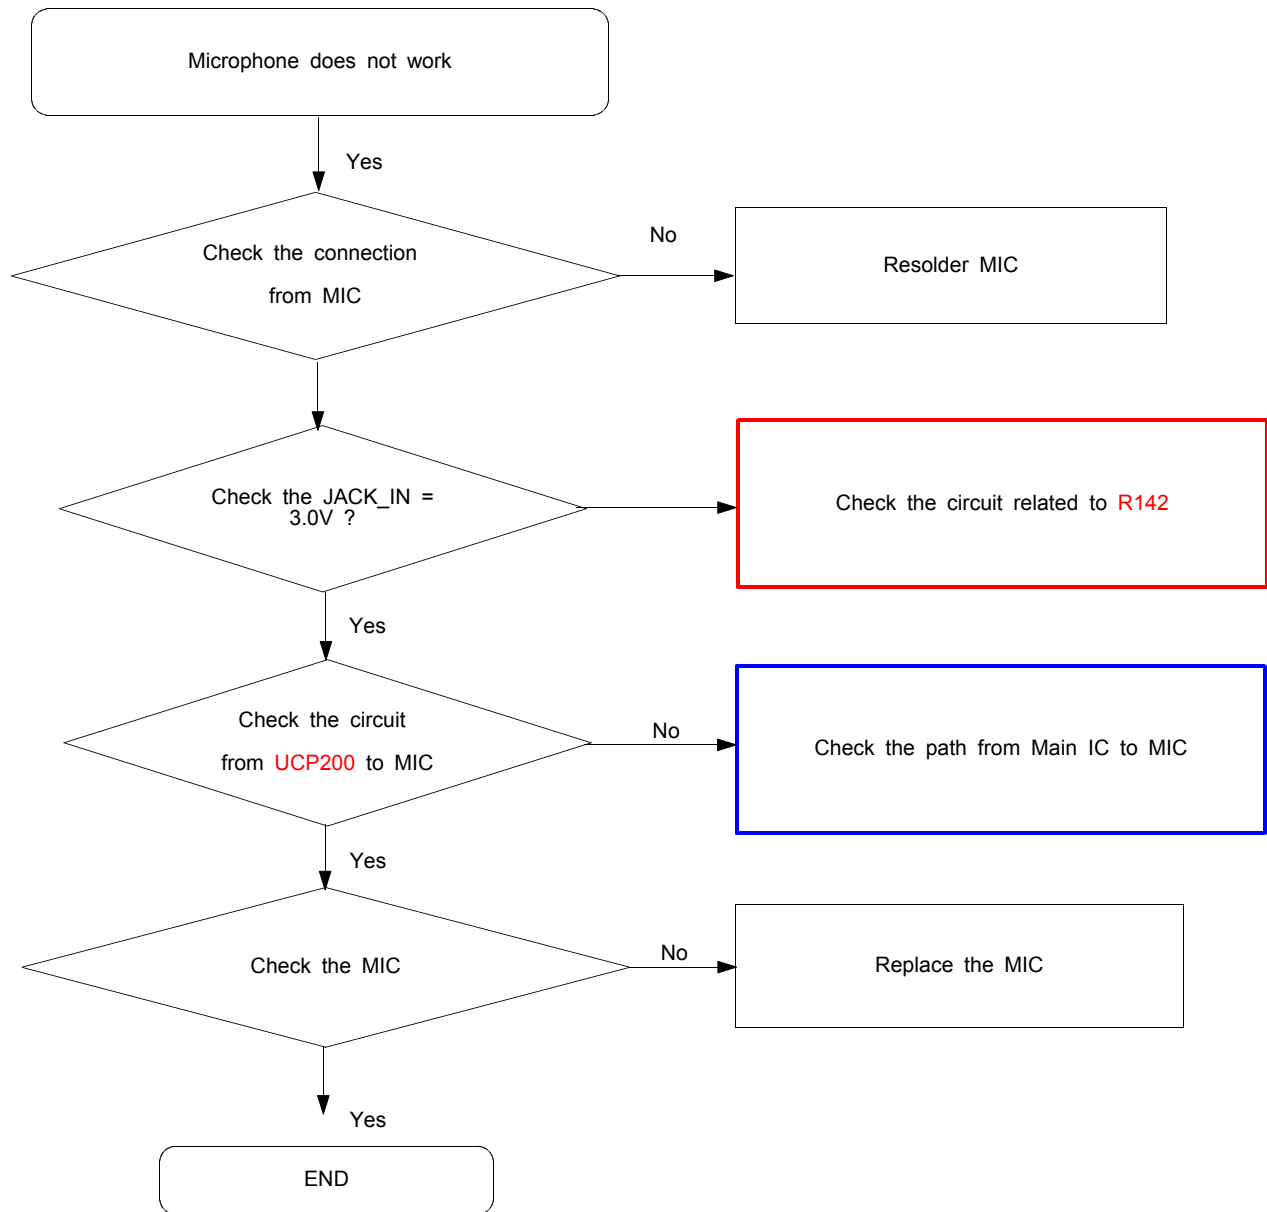 Microphone does not work
Yes
Check the connection
from MIC
No
Resolder MIC
Check the JACK_IN =
3.0V ?
Check the circuit related to R142
Yes
Check the circuit
from UCP200 to MIC
No
Check the path from Main IC to MIC
Yes
Check the MIC
No
Replace the MIC
Yes
END